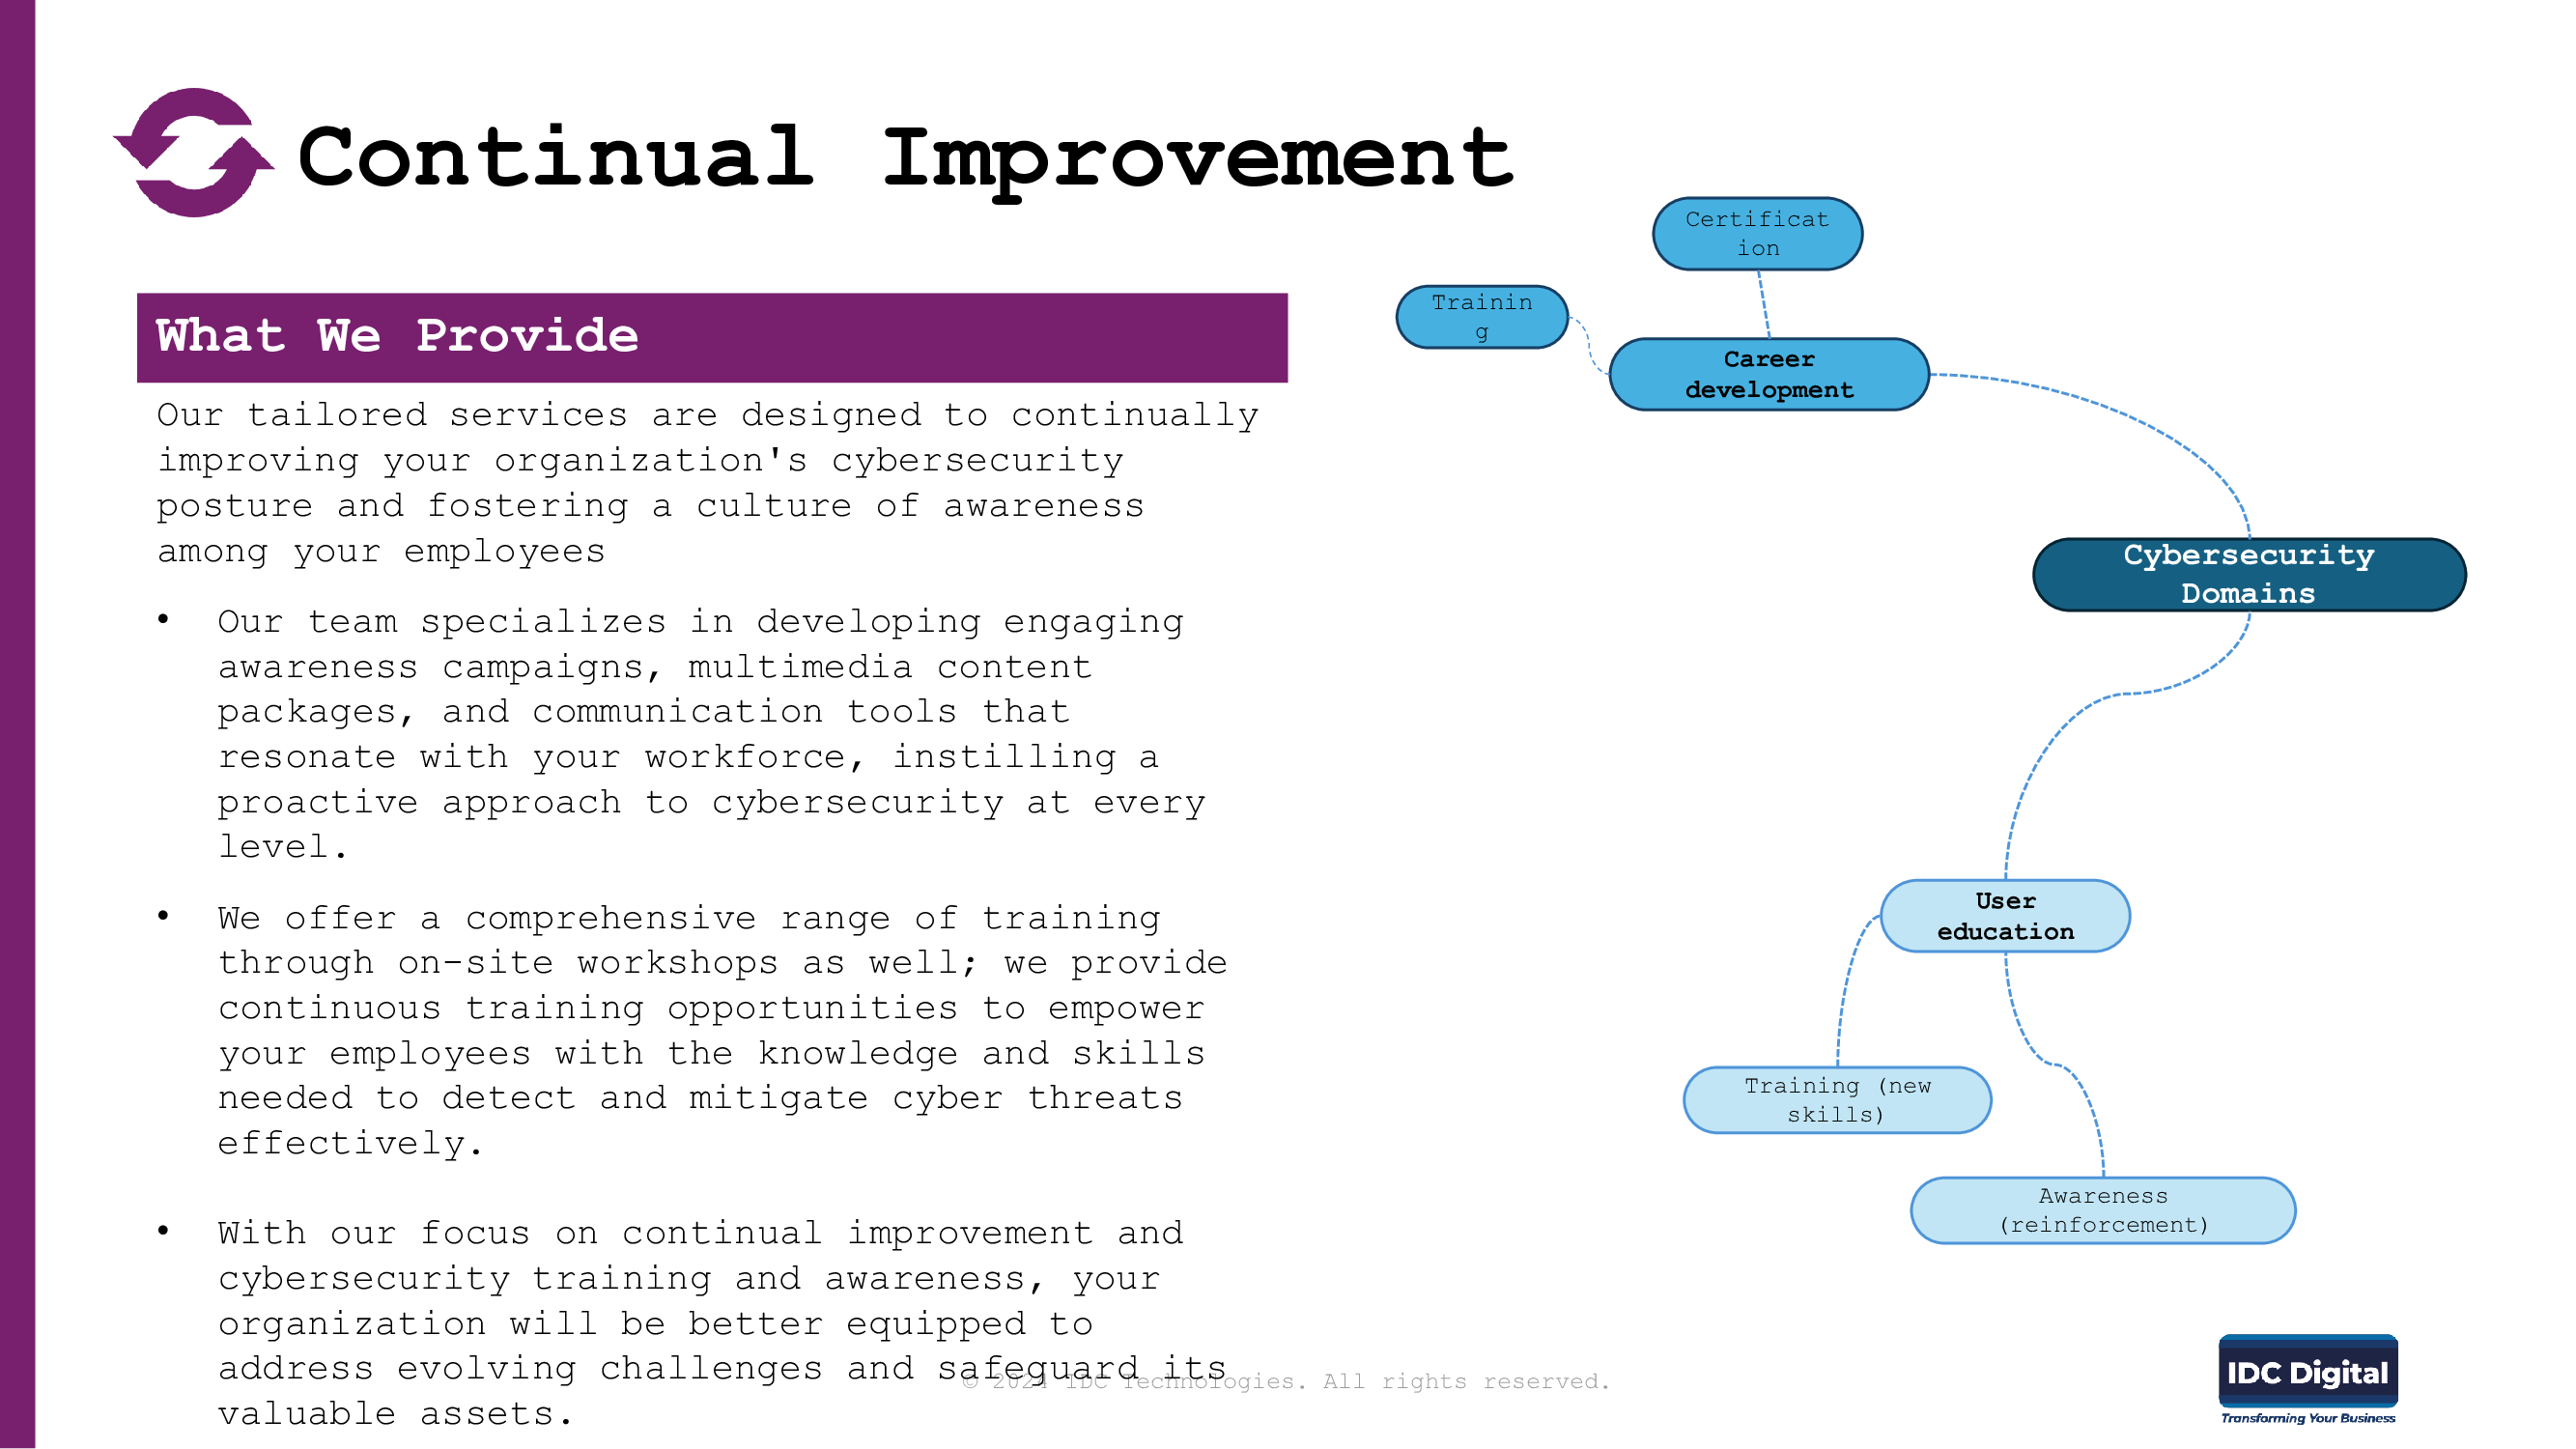 Continual Improvement
What We Provide
Our tailored services are designed to continually
improving your organization's cybersecurity
posture and fostering a culture of awareness
among your employees
• Our team specializes in developing engaging
awareness campaigns, multimedia content
packages, and communication tools that
resonate with your workforce, instilling a
proactive approach to cybersecurity at every
level.
• We offer a comprehensive range of training
through on-site workshops as well; we provide
continuous training opportunities to empower
your employees with the knowledge and skills
needed to detect and mitigate cyber threats
effectively.
• With our focus on continual improvement and
cybersecurity training and awareness, your
organization will be better equipped to
address evolving challenges and safeguard its
valuable assets.
Certificat
ion
Trainin
g
Career
development
Cybersecurity
Domains
User
education
Training (new
skills)
Awareness
(reinforcement)
© 2024 IDC Technologies. All rights reserved.
IDC Digital
Transforming Your Business